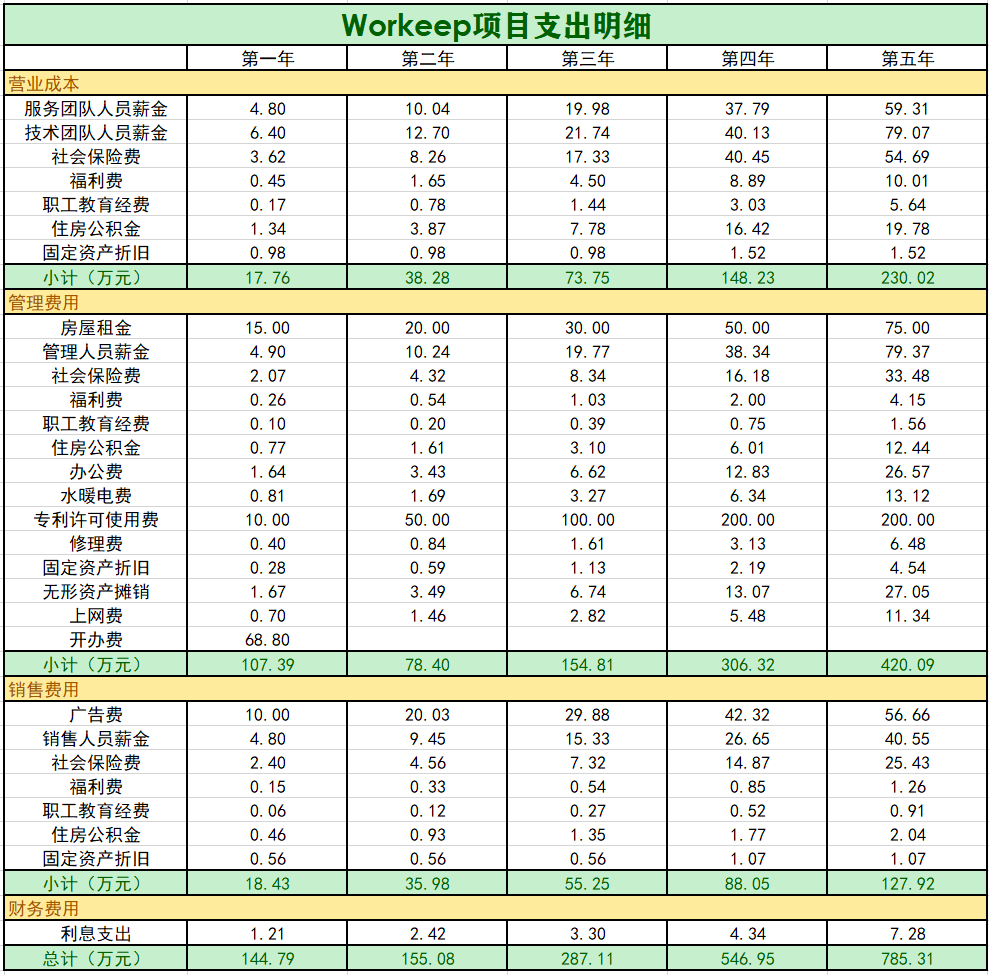 Workeep项目支出明细
第一年 第二年 第三年 第四年 第五年
营业成本
服务团队人员薪金 4.80 10.04 19.98 37.79 59.31
技术团队人员薪金 6.40 12.70 21.74 40.13 79.07
社会保险费 3.62 8.26 17.33 40.45 54.69
福利费 0.45 1.65 4.50 8.89 10.01
职工教育经费 0.17 0.78 1.44 3.03 5.64
住房公积金 1.34 3.87 7.78 16.42 19.78
固定资产折旧 0.98 0.98 0.98 1.52 1.52
小计（万元） 17.76 38.28 73.75 148.23 230.02
管理费用
房屋租金 15.00 20.00 30.00 50.00 75.00
管理人员薪金 4.90 10.24 19.77 38.34 79.37
社会保险费 2.07 4.32 8.34 16.18 33.48
福利费 0.26 0.54 1.03 2.00 4.15
职工教育经费 0.10 0.20 0.39 0.75 1.56
住房公积金 0.77 1.61 3.10 6.01 12.44
办公费 1.64 3.43 6.62 12.83 26.57
水暖电费 0.81 1.69 3.27 6.34 13.12
专利许可使用费 10.00 50.00 100.00 200.00 200.00
修理费 0.40 0.84 1.61 3.13 6.48
固定资产折旧 0.28 0.59 1.13 2.19 4.54
无形资产摊销 1.67 3.49 6.74 13.07 27.05
上网费 0.70 1.46 2.82 5.48 11.34
开办费 68.80
小计（万元） 107.39 78.40 154.81 306.32 420.09
销售费用
广告费 10.00 20.03 29.88 42.32 56.66
销售人员薪金 4.80 9.45 15.33 26.65 40.55
社会保险费 2.40 4.56 7.32 14.87 25.43
福利费 0.15 0.33 0.54 0.85 1.26
职工教育经费 0.06 0.12 0.27 0.52 0.91
住房公积金 0.46 0.93 1.35 1.77 2.04
固定资产折旧 0.56 0.56 0.56 1.07 1.07
小计（万元） 18.43 35.98 55.25 88.05 127.92
财务费用
利息支出 1.21 2.42 3.30 4.34 7.28
总计（万元） 144.79 155.08 287.11 546.95 785.31